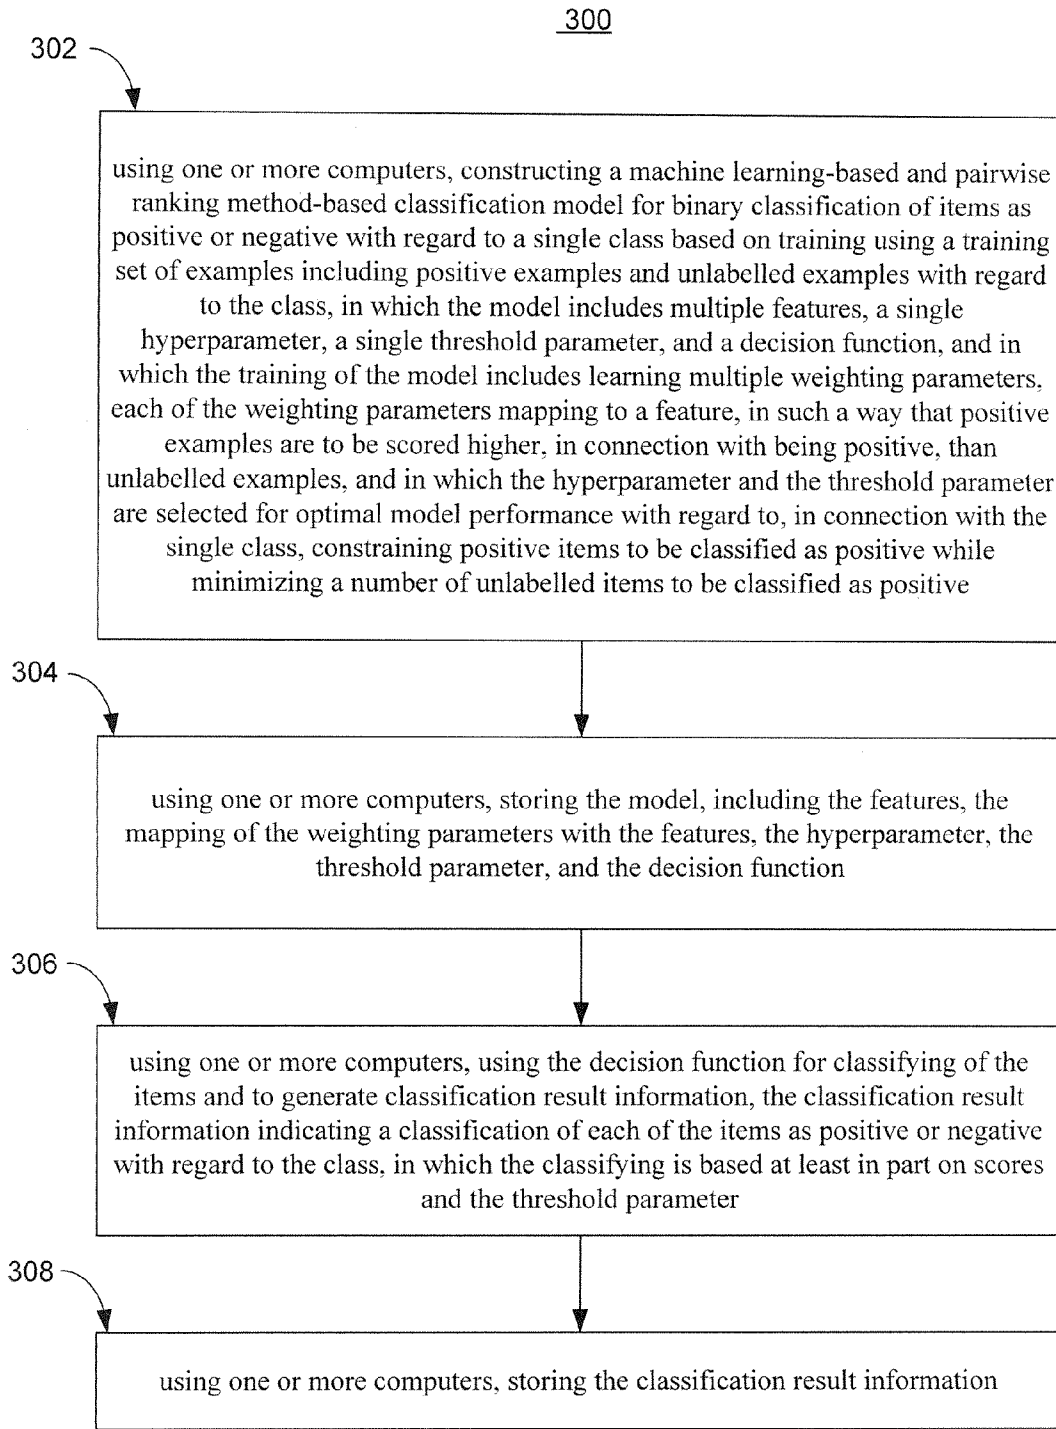 300
302
using one or more computers, constructing a machine learning-based and pairwise
ranking method-based classification model for binary classification of items as
positive or negative with regard to a single class based on training using a training
set of examples including positive examples and unlabelled examples with regard
to the class, in which the model includes multiple features, a single
hyperparameter, a single threshold parameter, and a decision function, and in
which the training of the model includes learning multiple weighting parameters,
each of the weighting parameters mapping to a feature, in such a way that positive
examples are to be scored higher, in connection with being positive, than
unlabelled examples, and in which the hyperparameter and the threshold parameter
are selected for optimal model performance with regard to, in connection with the
single class, constraining positive items to be classified as positive while
minimizing a number of unlabelled items to be classified as positive
304
using one or more computers, storing the model, including the features, the
mapping of the weighting parameters with the features, the hyperparameter, the
threshold parameter, and the decision function
306
using one or more computers, using the decision function for classifying of the
items and to generate classification result information, the classification result
information indicating a classification of each of the items as positive or negative
with regard to the class, in which the classifying is based at least in part on scores
and the threshold parameter
308
using one or more computers, storing the classification result information